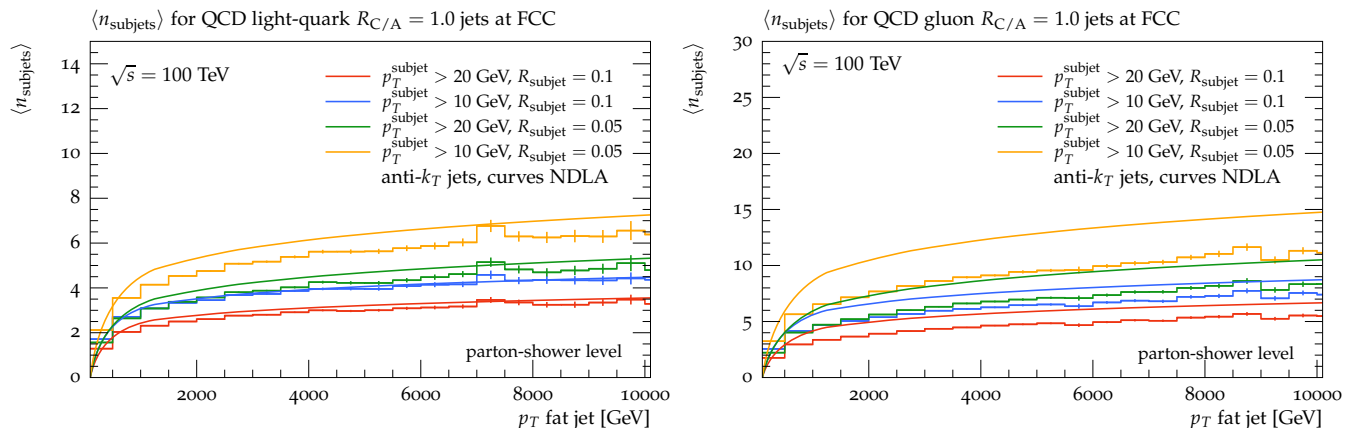 ⟨n_subjets⟩ for QCD light-quark R_C/A = 1.0 jets at FCC
⟨n_subjets⟩
14
12
10
8
6
4
2
0
√s = 100 TeV
p_T^subjet > 20 GeV, R_subjet = 0.1
p_T^subjet > 10 GeV, R_subjet = 0.1
p_T^subjet > 20 GeV, R_subjet = 0.05
p_T^subjet > 10 GeV, R_subjet = 0.05
anti-k_T jets, curves NDLA
parton-shower level
2000 4000 6000 8000 10000
p_T fat jet [GeV]
⟨n_subjets⟩ for QCD gluon R_C/A = 1.0 jets at FCC
⟨n_subjets⟩
30
25
20
15
10
5
0
√s = 100 TeV
p_T^subjet > 20 GeV, R_subjet = 0.1
p_T^subjet > 10 GeV, R_subjet = 0.1
p_T^subjet > 20 GeV, R_subjet = 0.05
p_T^subjet > 10 GeV, R_subjet = 0.05
anti-k_T jets, curves NDLA
parton-shower level
2000 4000 6000 8000 10000
p_T fat jet [GeV]